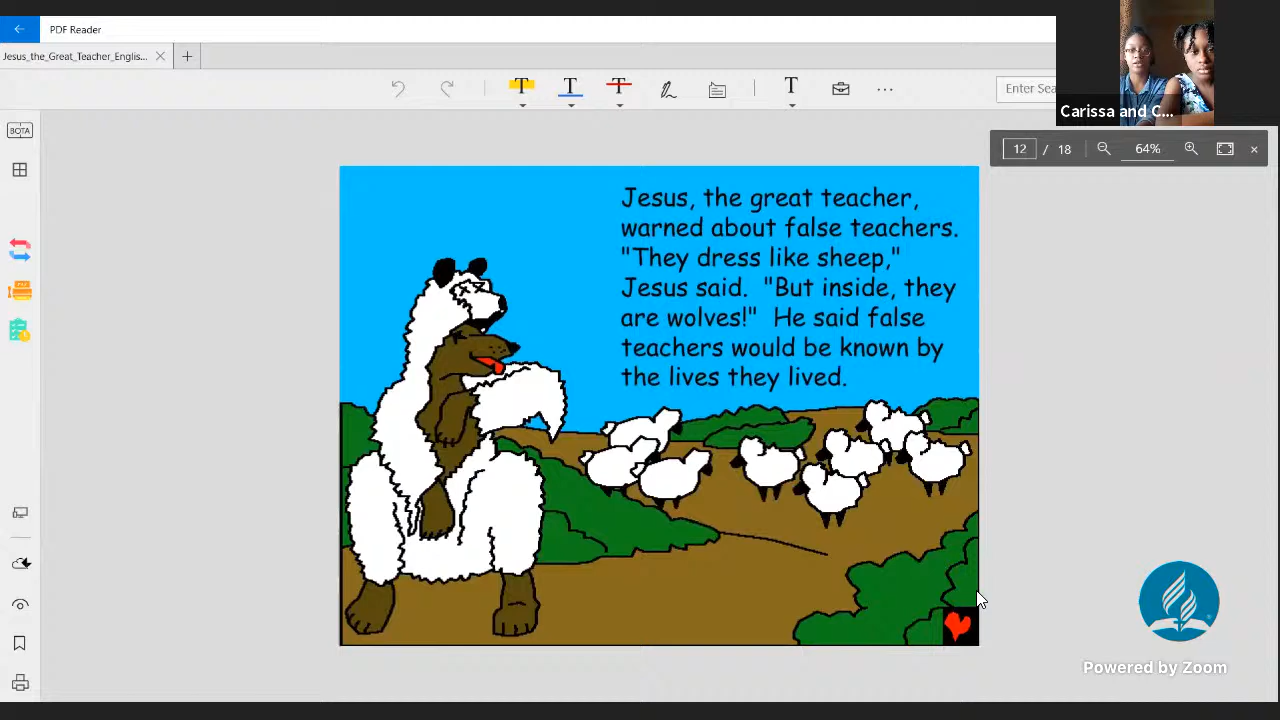 PDF Reader
Jesus_the_Great_Teacher_Englis...
T T T T
Enter Sea
Carissa and C...
BOTA
12 / 18 64%
Jesus, the great teacher,
warned about false teachers.
"They dress like sheep,"
Jesus said. "But inside, they
are wolves!" He said false
teachers would be known by
the lives they lived.
Powered by Zoom